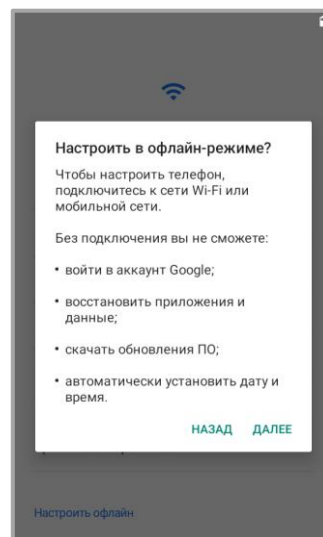 Настроить в офлайн-режиме?
Чтобы настроить телефон,
подключитесь к сети Wi-Fi или
мобильной сети.
Без подключения вы не сможете:
• войти в аккаунт Google;
• восстановить приложения и
данные;
• скачать обновления ПО;
• автоматически установить дату и
время.
НАЗАД ДАЛЕЕ
Настроить офлайн